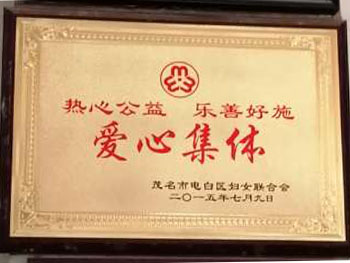 热心公益 乐善好施
爱心集体
茂名市电白区妇女联合会
二〇一五年七月九日